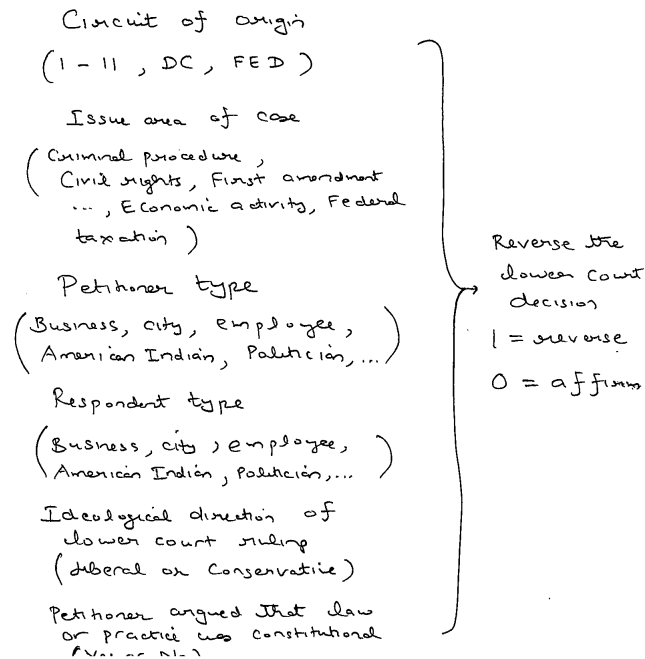 Circuit of origin
(1 - 11, DC, FED)
Issue area of case
(Criminal procedure,
Civil rights, First amendment
..., Economic activity, Federal
taxation)
Petitioner type
(Business, city, employee,
American Indian, Politician, ...)
Respondent type
(Business, city, employee,
American Indian, Politician, ...)
Ideological direction of
lower court ruling
(liberal or Conservative)
Petitioner argued that law
or practice was constitutional
(Yes or No)
Reverse the
lower court
decision
1 = reverse
0 = affirm